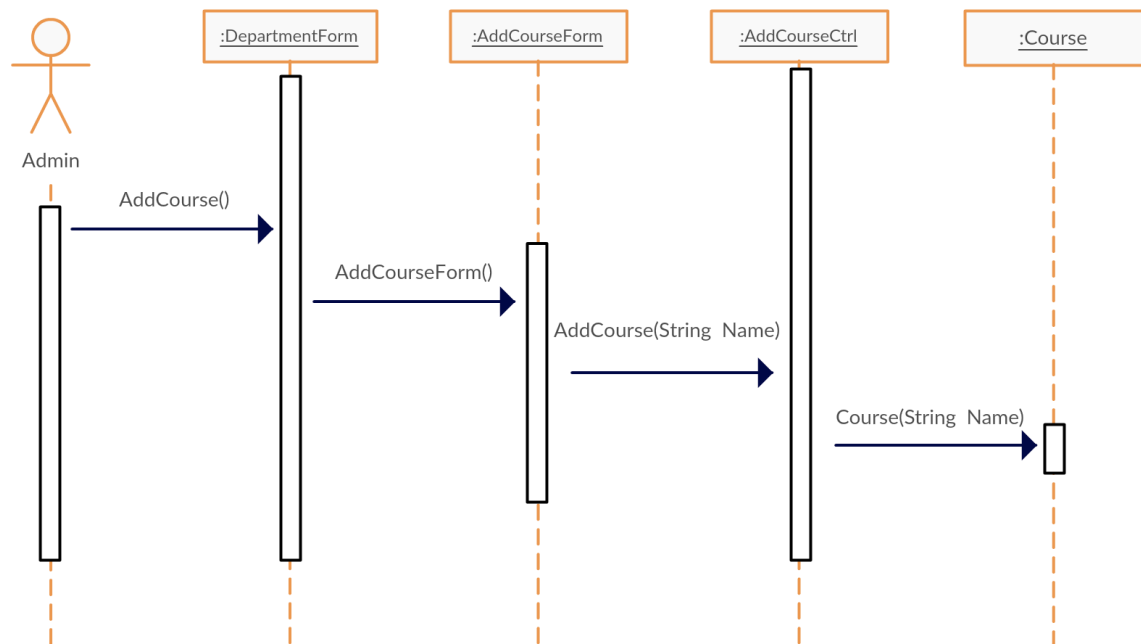 :DepartmentForm
:AddCourseForm
:AddCourseCtrl
:Course
Admin
AddCourse()
AddCourseForm()
AddCourse(String Name)
Course(String Name)